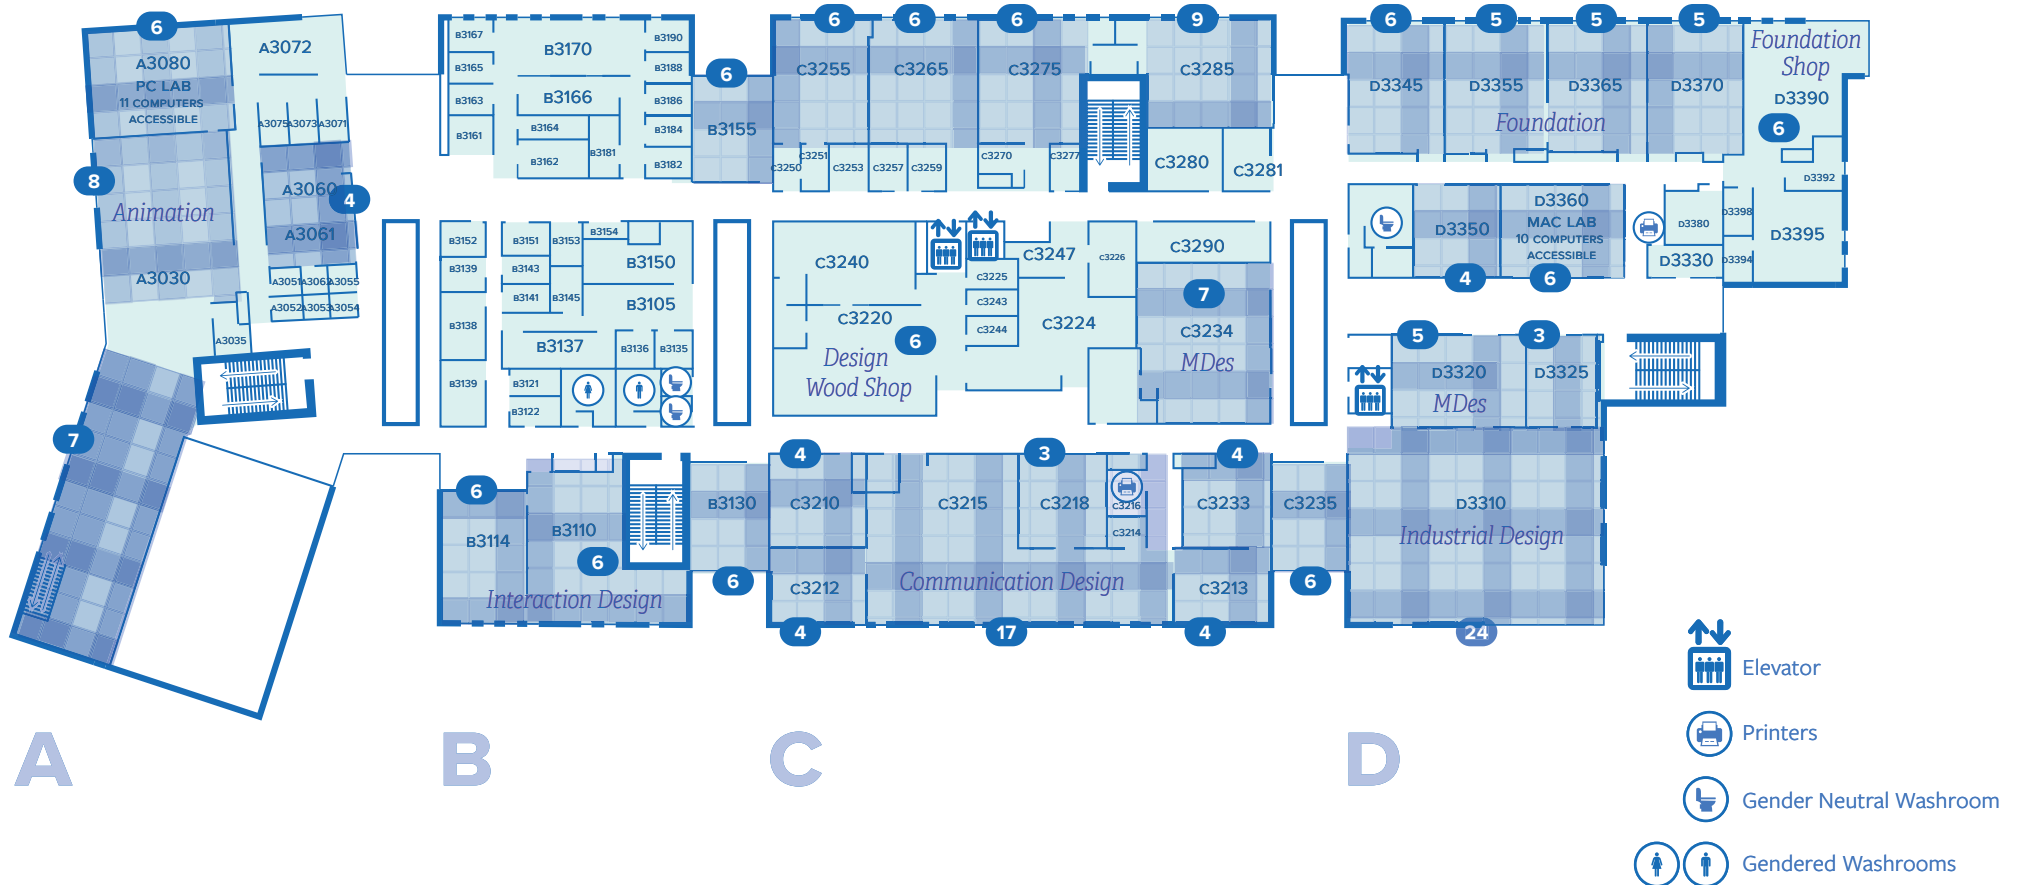 6
A3080
PC LAB
11 COMPUTERS
ACCESSIBLE
A3072
A3075
A3073
A3071
8
Animation
A3060
4
A3061
A3030
A3051
A3055
A3052
A3053
A3054
A3035
7
B3167
B3165
B3163
B3161
B3170
B3166
B3164
B3162
B3181
B3190
B3188
B3186
B3184
B3182
6
B3155
B3152
B3139
B3138
B3139
B3151
B3143
B3141
B3153
B3145
B3154
B3150
B3105
B3137
B3136
B3135
B3121
B3122
6
B3114
B3110
6
Interaction Design
B3130
6
6
6
6
9
C3255
C3265
C3275
C3285
C3250
C3251
C3253
C3257
C3259
C3270
C3277
C3280
C3281
C3240
C3220
6
Design
Wood Shop
C3225
C3243
C3244
C3247
C3224
C3226
C3290
7
C3234
MDes
4
3
4
C3210
C3215
C3218
C3216
C3214
C3233
C3235
C3212
Communication Design
C3213
6
4
17
4
6
5
5
5
D3345
D3355
D3365
D3370
Foundation
Foundation
Shop
D3390
6
D3392
D3350
D3360
MAC LAB
10 COMPUTERS
ACCESSIBLE
4
6
D3380
D3330
D3398
D3394
D3395
5
3
D3320
D3325
MDes
D3310
Industrial Design
24
Elevator
Printers
Gender Neutral Washroom
Gendered Washrooms
A
B
C
D